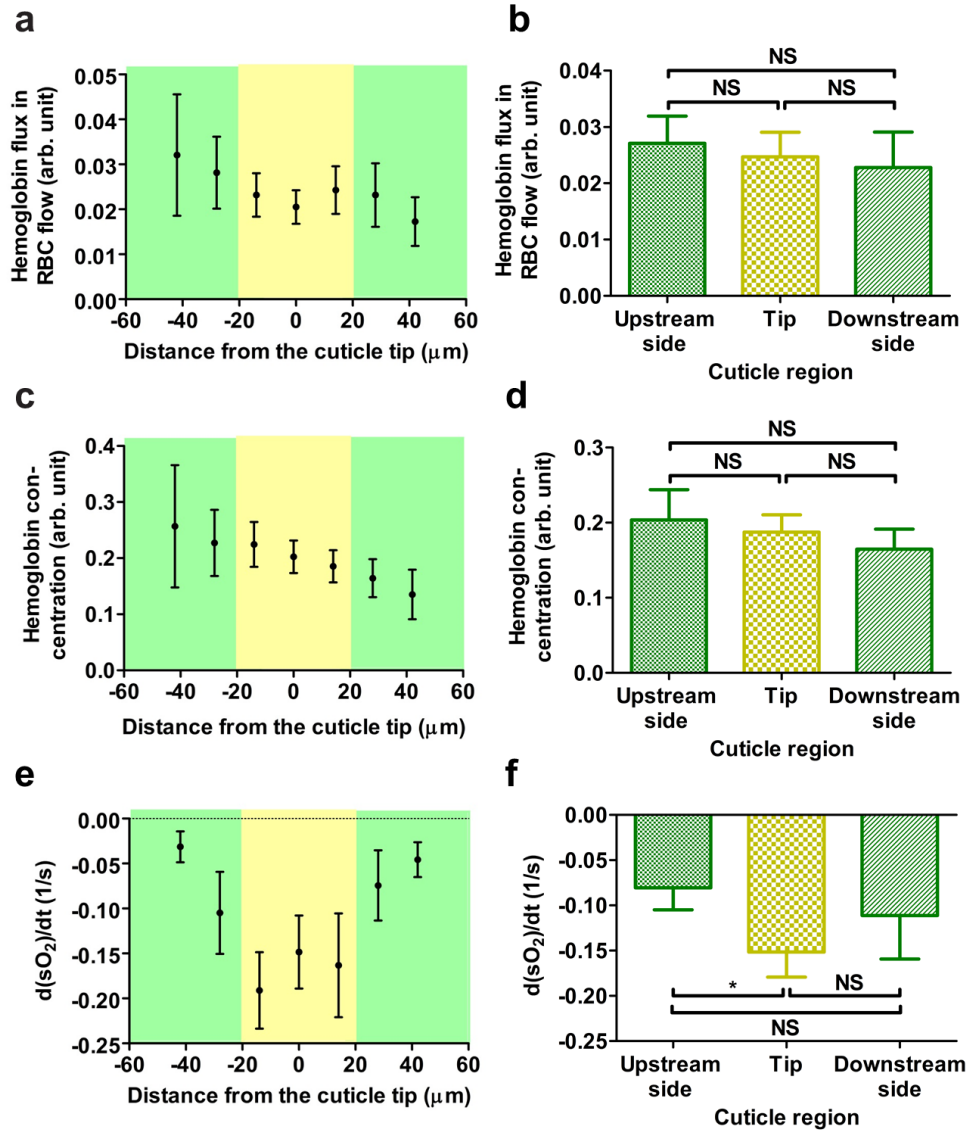 a
Hemoglobin flux in
RBC flow (arb. unit)
0.05
0.04
0.03
0.02
0.01
0.00
-60 -40 -20 0 20 40 60
Distance from the cuticle tip (μm)
b
Hemoglobin flux in
RBC flow (arb. unit)
0.04
0.03
0.02
0.01
0.00
NS
NS NS
Upstream side
Tip
Downstream side
Cuticle region
c
Hemoglobin con-
centration (arb. unit)
0.4
0.3
0.2
0.1
0.0
-60 -40 -20 0 20 40 60
Distance from the cuticle tip (μm)
d
Hemoglobin con-
centration (arb. unit)
0.3
0.2
0.1
0.0
NS
NS NS
Upstream side
Tip
Downstream side
Cuticle region
e
d(sO₂)/dt (1/s)
0.00
-0.05
-0.10
-0.15
-0.20
-0.25
-60 -40 -20 0 20 40 60
Distance from the cuticle tip (μm)
f
d(sO₂)/dt (1/s)
0.00
-0.05
-0.10
-0.15
-0.20
-0.25
* NS
NS
Upstream side
Tip
Downstream side
Cuticle region